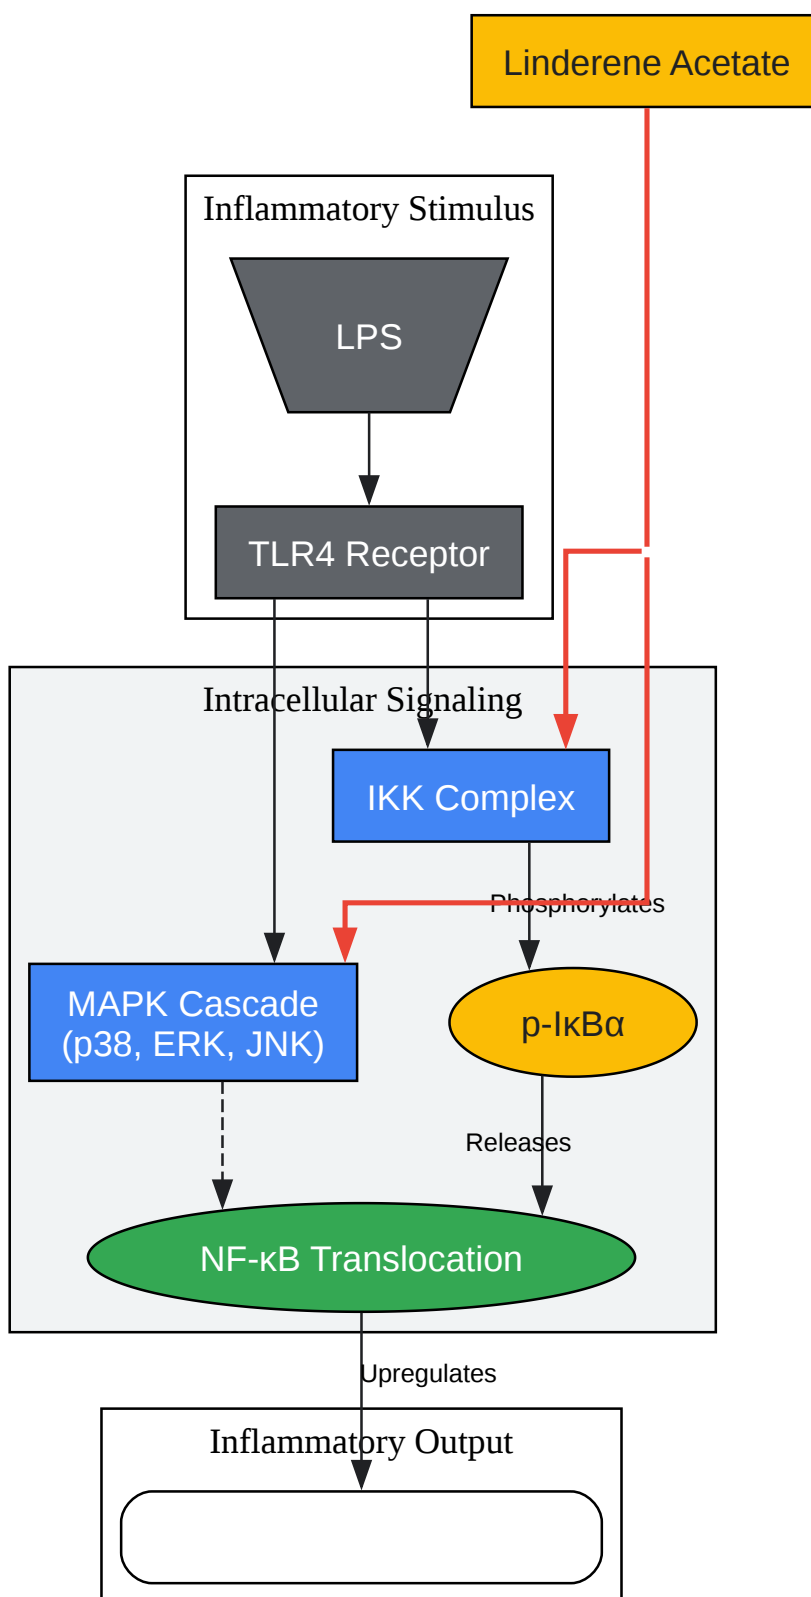 Linderene Acetate
Inflammatory Stimulus
LPS
TLR4 Receptor
Intracellular Signaling
IKK Complex
Phosphorylates
MAPK Cascade
(p38, ERK, JNK)
p-IκBα
Releases
NF-κB Translocation
Upregulates
Inflammatory Output